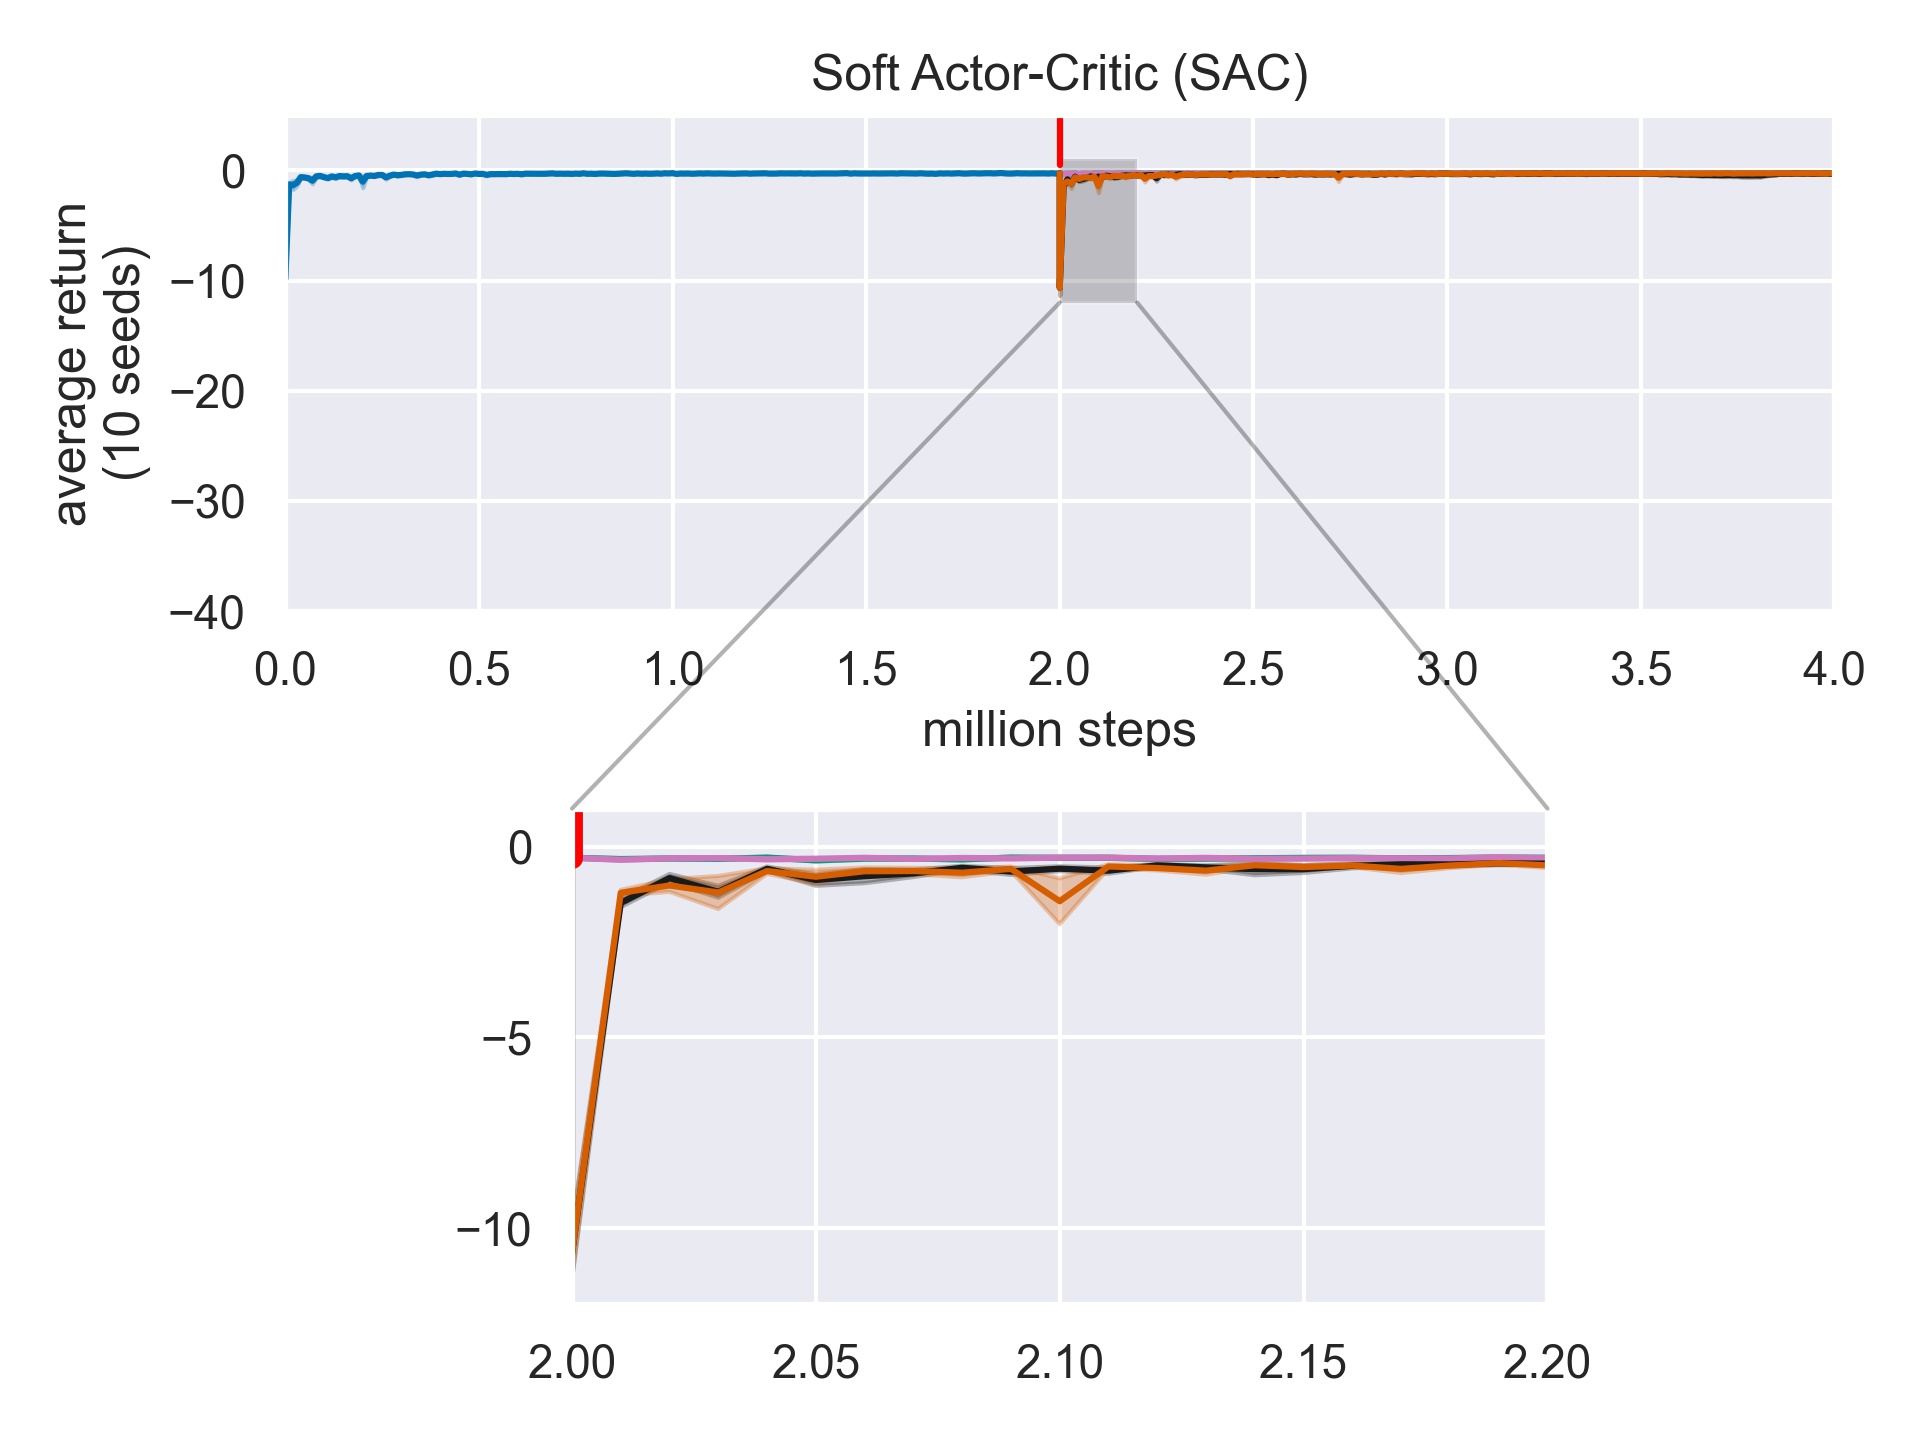 Soft Actor-Critic (SAC)
average return
(10 seeds)
0
−10
−20
−30
−40
0.0 0.5 1.0 1.5 2.0 2.5 3.0 3.5 4.0
million steps
0
−5
−10
2.00 2.05 2.10 2.15 2.20